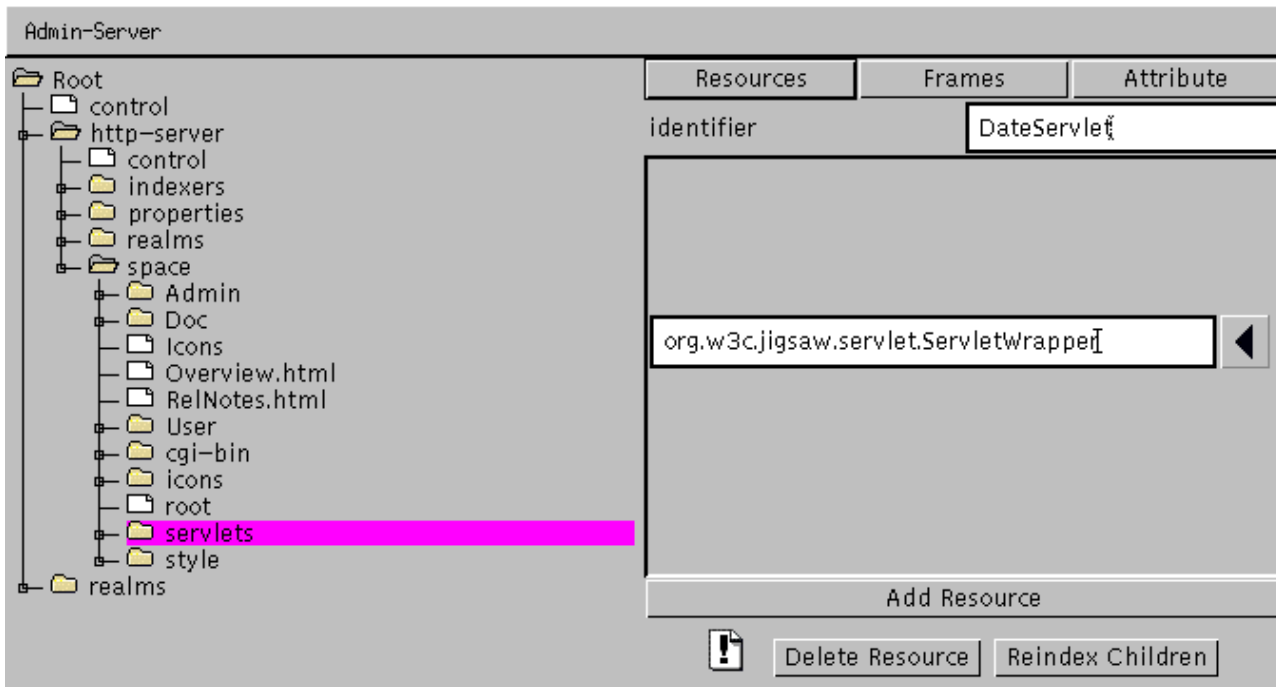 Admin-Server
Root
control
http-server
control
indexers
properties
realms
space
Admin
Doc
Icons
Overview.html
RelNotes.html
User
cgi-bin
icons
root
servlets
style
realms
Resources Frames Attribute
identifier DateServlet
org.w3c.jigsaw.servlet.ServletWrapper
Add Resource
Delete Resource Reindex Children